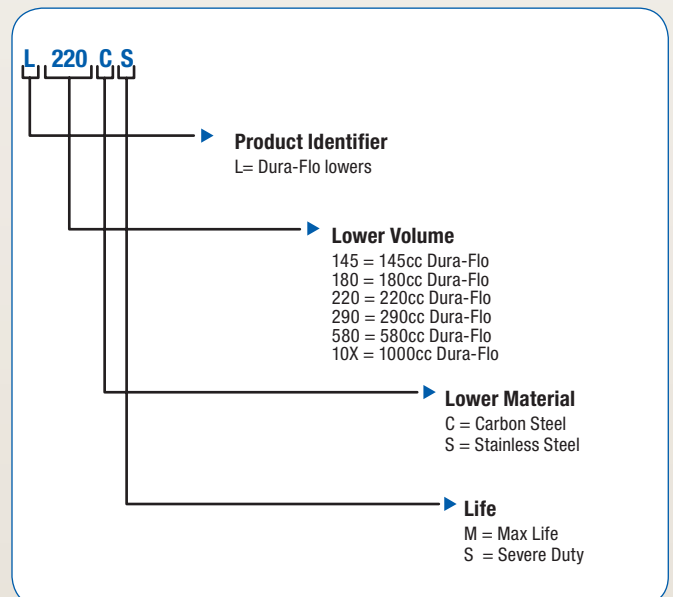 L 220 C S
Product Identifier
L= Dura-Flo lowers
Lower Volume
145 = 145cc Dura-Flo
180 = 180cc Dura-Flo
220 = 220cc Dura-Flo
290 = 290cc Dura-Flo
580 = 580cc Dura-Flo
10X = 1000cc Dura-Flo
Lower Material
C = Carbon Steel
S = Stainless Steel
Life
M = Max Life
S = Severe Duty